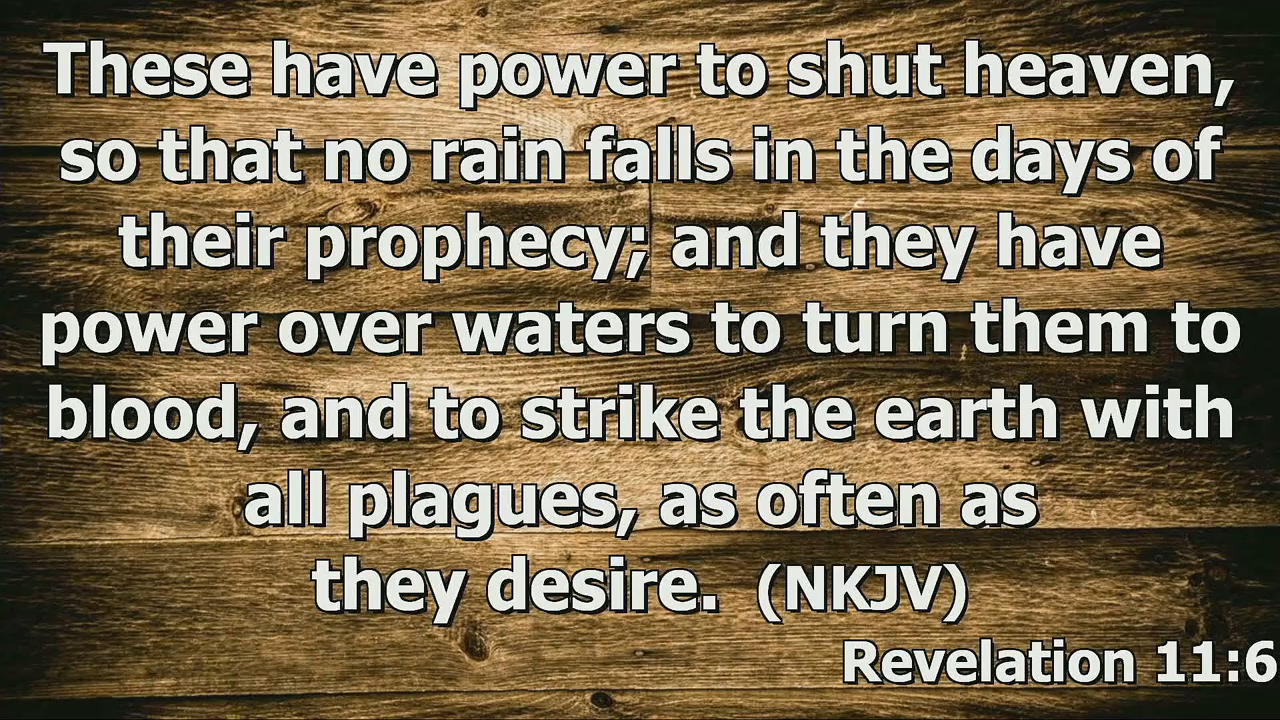 These have power to shut heaven,
so that no rain falls in the days of
their prophecy; and they have
power over waters to turn them to
blood, and to strike the earth with
all plagues, as often as
they desire. (NKJV)
Revelation 11:6